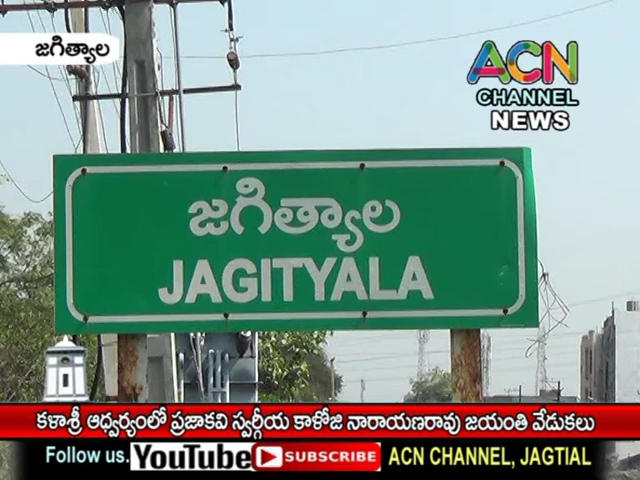 జగిత్యాల
ACN
CHANNEL
NEWS
జగిత్యాల
JAGITYALA
కళాశ్రీ ఆధ్వర్యంలో ప్రజాకవి స్వర్గీయ కాళోజి నారాయణరావు జయంతి వేడుకలు
Follow us. YouTube SUBSCRIBE ACN CHANNEL, JAGTIAL